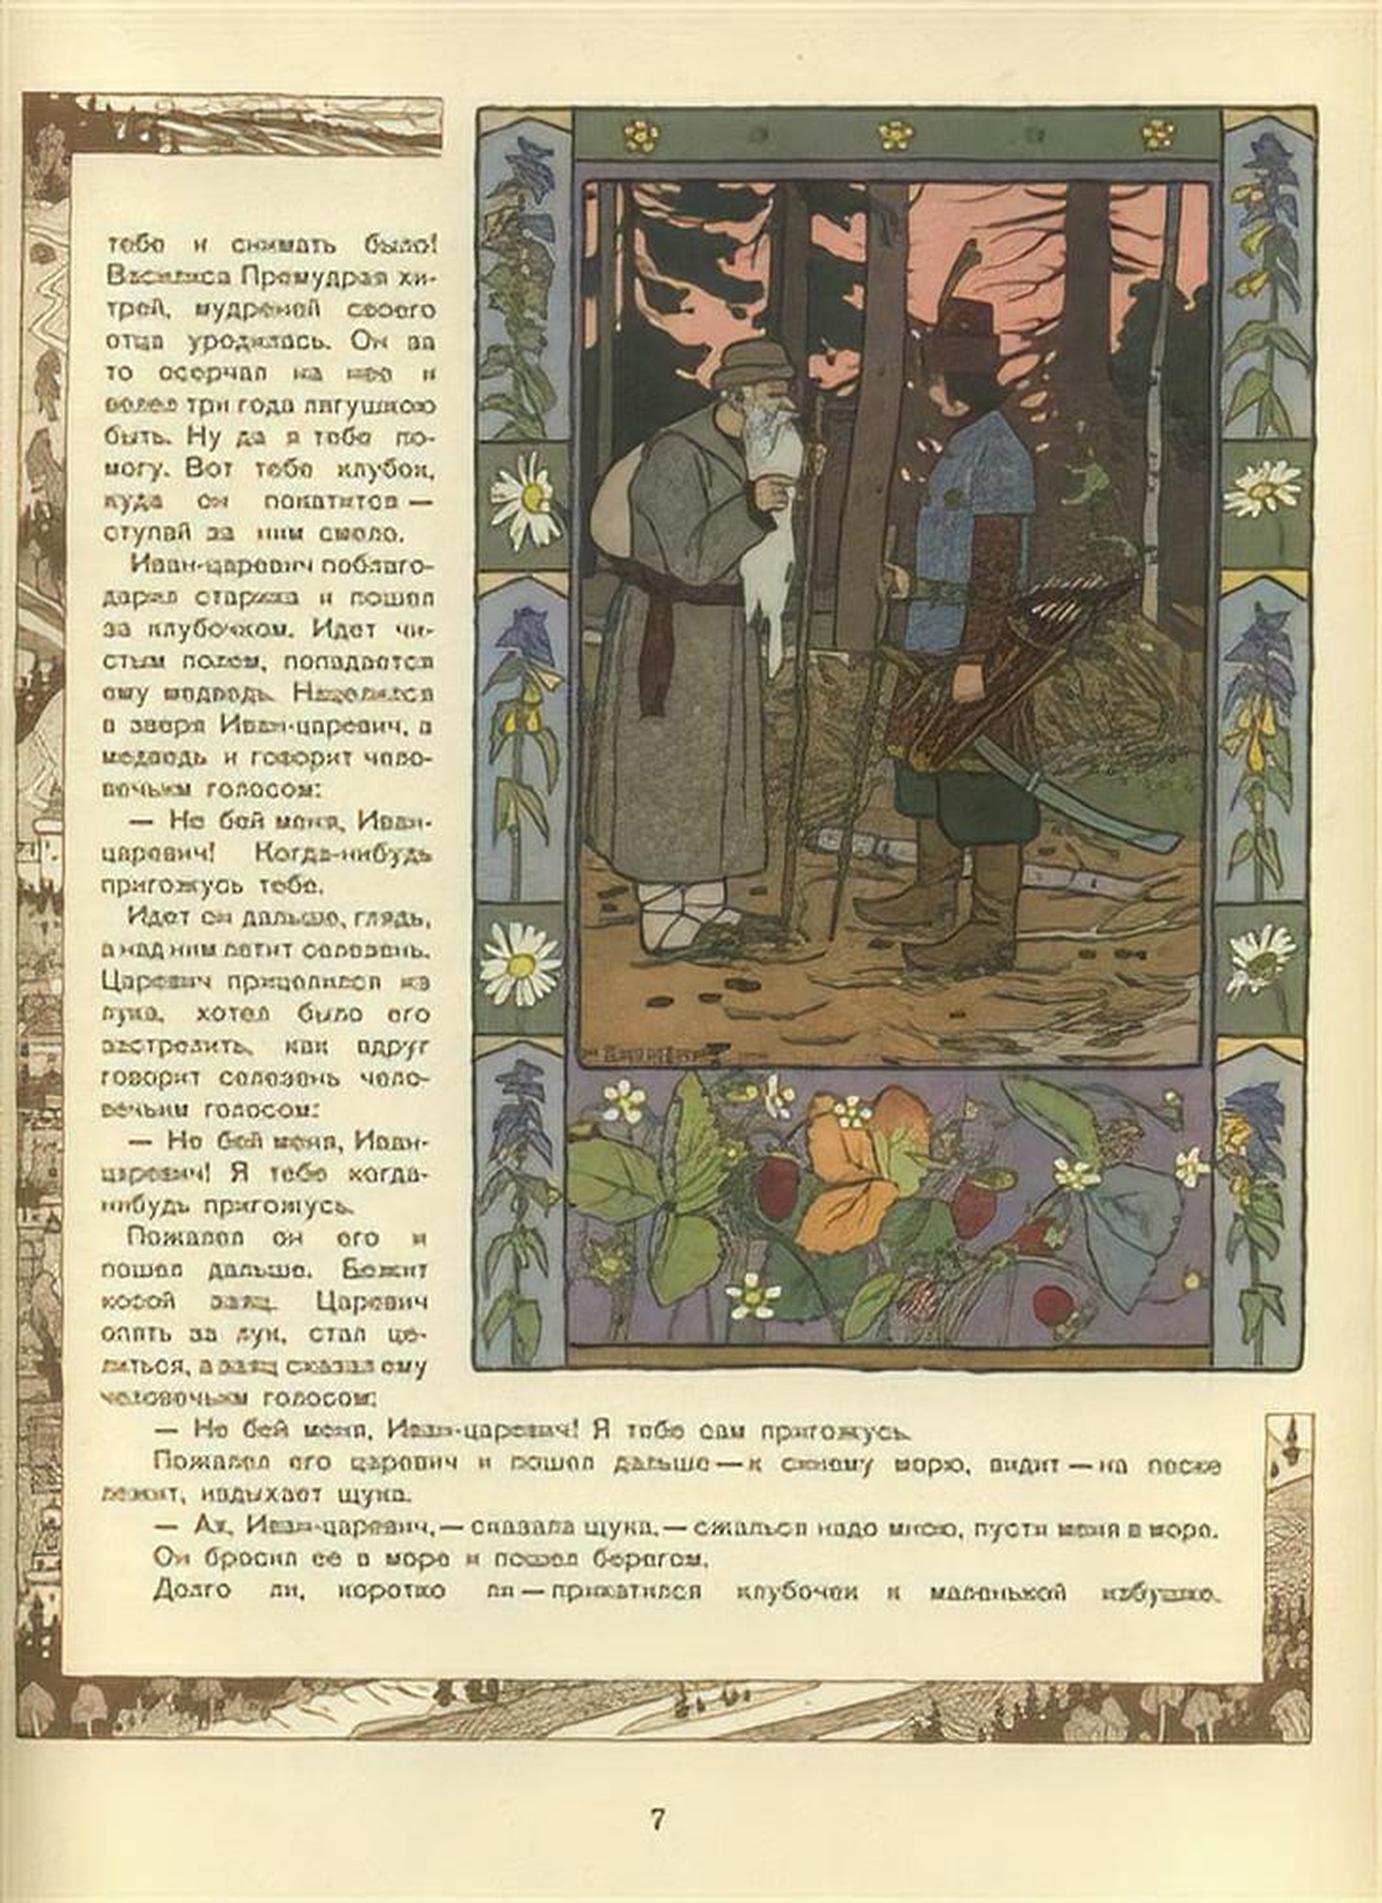 тебе и снимать было!
Василиса Премудрая хи-
трей, мудреней своего
отца уродилась. Он за
то осерчал на нее и
велел три года лягушкою
быть. Ну да я тебе по-
могу. Вот тебе клубок,
куда он покатится —
ступай за ним смело.
Иван-царевич поблаго-
дарил старика и пошел
за клубочком. Идет чи-
стым полем, попадается
ему медведь. Нацелился
в зверя Иван-царевич, а
медведь и говорит чело-
вечьим голосом:
— Не бей меня, Иван-
царевич! Когда-нибудь
пригожусь тебе.
Идет он дальше, глядь,
а над ним летит селезень.
Царевич прицелился из
лука, хотел было его
застрелить, как вдруг
говорит селезень чело-
вечьим голосом:
— Не бей меня, Иван-
царевич! Я тебе когда-
нибудь пригожусь.
Пожалел он его и
пошел дальше. Бежит
косой заяц. Царевич
опять за лук, стал це-
литься, а заяц сказал ему
человечьим голосом:
— Не бей меня, Иван-царевич! Я тебе сам пригожусь.
Пожалел его царевич и пошел дальше — к синему морю, видит — на песке
лежит, издыхает щука.
— Ах, Иван-царевич, — сказала щука, — сжалься надо мною, пусти меня в море.
Он бросил ее в море и пошел берегом.
Долго ли, коротко ли — прикатился клубочек к маленькой избушке.
7